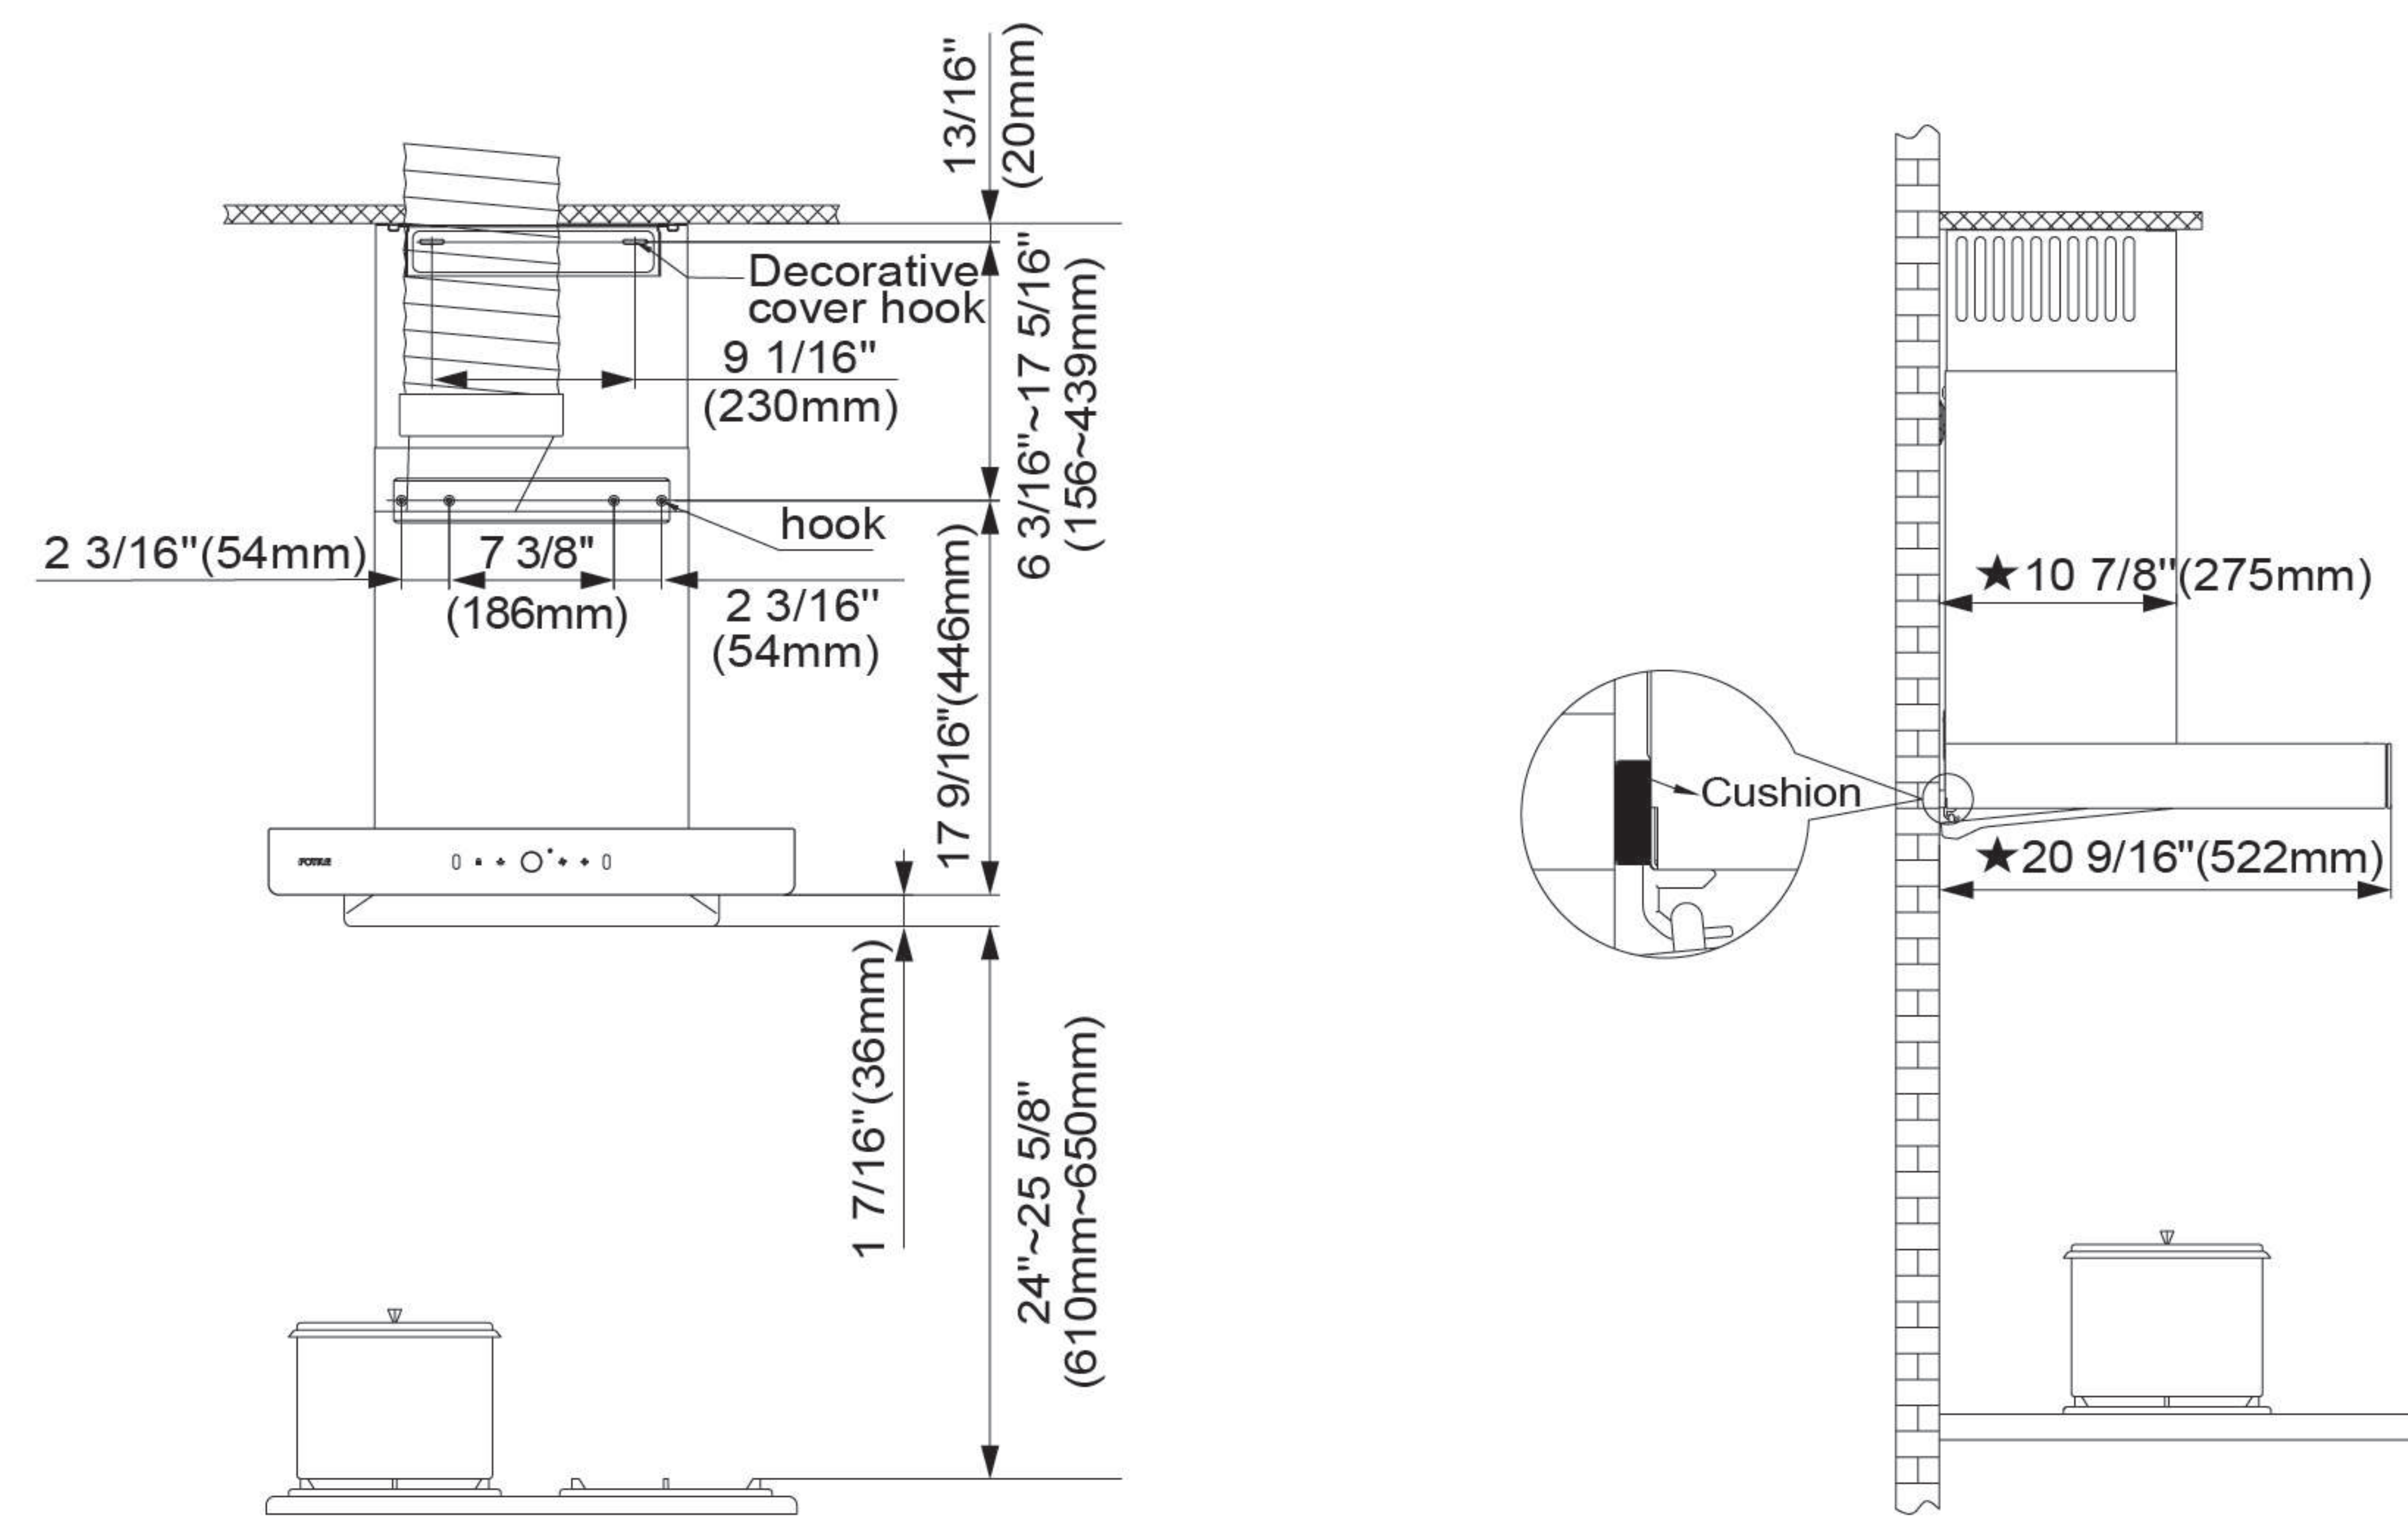 13/16"
(20mm)
Decorative
cover hook
9 1/16"
(230mm)
6 3/16"~17 5/16"
(156~439mm)
hook
2 3/16"(54mm)
7 3/8"
(186mm)
2 3/16"
(54mm)
17 9/16"(446mm)
FOTILE
1 7/16"(36mm)
24"~25 5/8"
(610mm~650mm)
★10 7/8"(275mm)
Cushion
★20 9/16"(522mm)